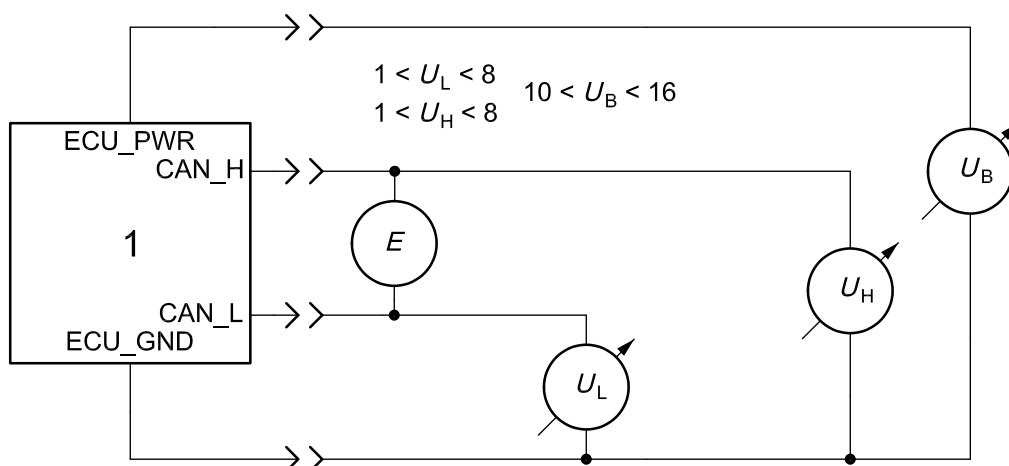 1 < U_L < 8
1 < U_H < 8
10 < U_B < 16
ECU_PWR
CAN_H
U_B
1
E
U_H
CAN_L
ECU_GND
U_L